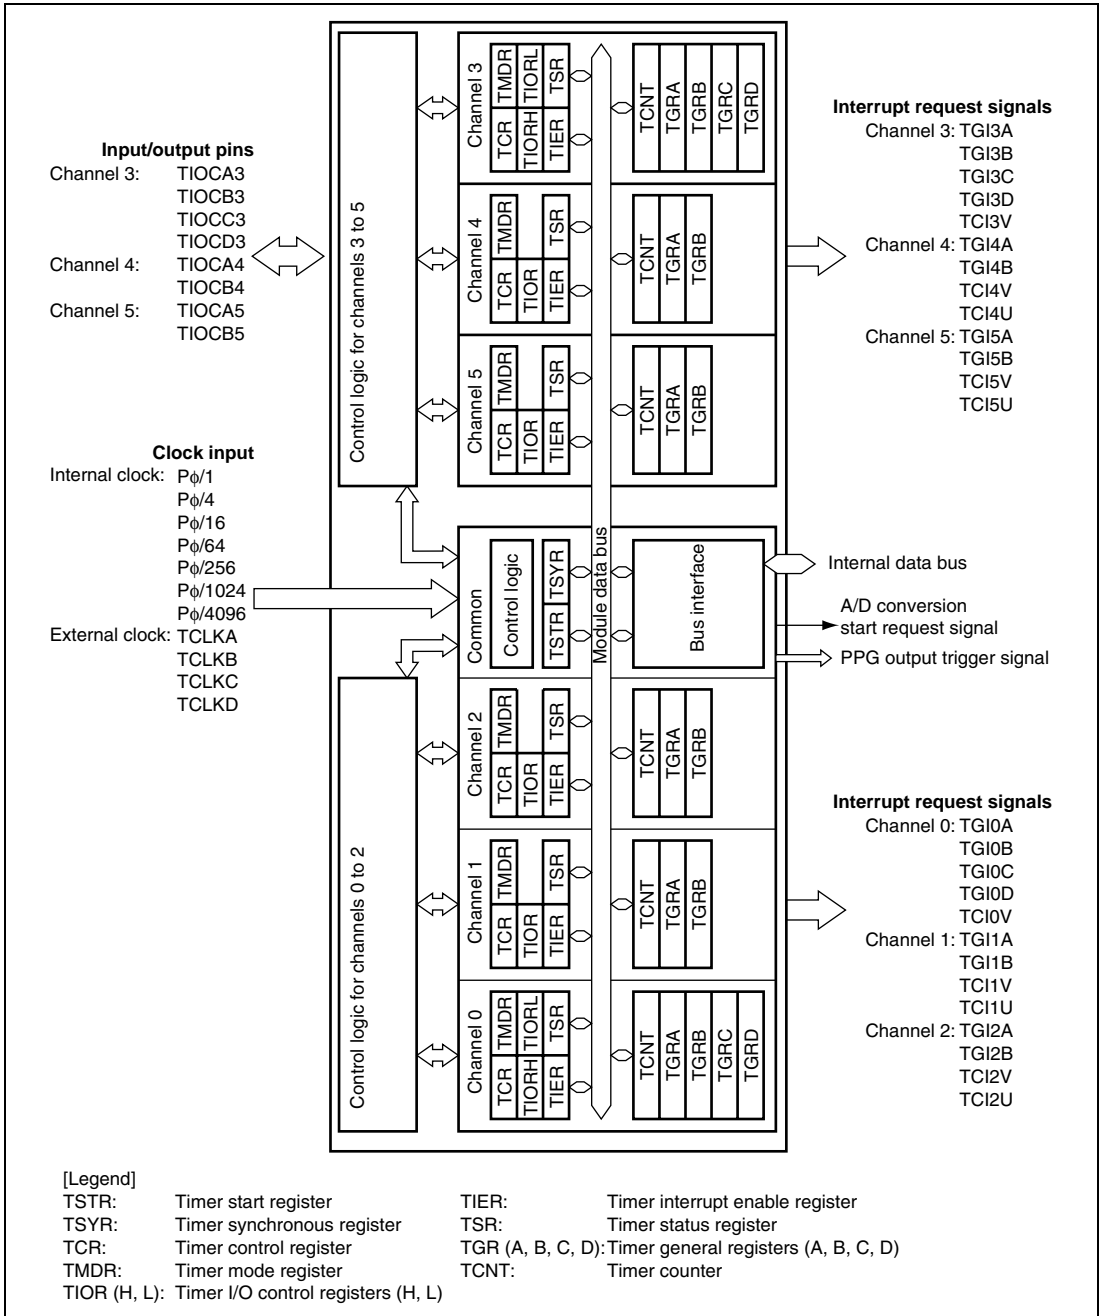 Input/output pins
Channel 3: TIOCA3
TIOCB3
TIOCC3
TIOCD3
Channel 4: TIOCA4
TIOCB4
Channel 5: TIOCA5
TIOCB5
Clock input
Internal clock: Pϕ/1
Pϕ/4
Pϕ/16
Pϕ/64
Pϕ/256
Pϕ/1024
Pϕ/4096
External clock: TCLKA
TCLKB
TCLKC
TCLKD
Control logic for channels 3 to 5
Channel 3
TCR TMDR
TIORH TIORL
TIER TSR
TCNT
TGRA
TGRB
TGRC
TGRD
Channel 4
TCR TMDR
TIOR
TIER TSR
TCNT
TGRA
TGRB
Channel 5
TCR TMDR
TIOR
TIER TSR
TCNT
TGRA
TGRB
Common
Control logic
TSTR TSYR
Module data bus
Bus interface
Control logic for channels 0 to 2
Channel 2
TCR TMDR
TIOR
TIER TSR
TCNT
TGRA
TGRB
Channel 1
TCR TMDR
TIOR
TIER TSR
TCNT
TGRA
TGRB
Channel 0
TCR TMDR
TIORH TIORL
TIER TSR
TCNT
TGRA
TGRB
TGRC
TGRD
Interrupt request signals
Channel 3: TGI3A
TGI3B
TGI3C
TGI3D
TCI3V
Channel 4: TGI4A
TGI4B
TCI4V
TCI4U
Channel 5: TGI5A
TGI5B
TCI5V
TCI5U
Internal data bus
A/D conversion
start request signal
PPG output trigger signal
Interrupt request signals
Channel 0: TGI0A
TGI0B
TGI0C
TGI0D
TCI0V
Channel 1: TGI1A
TGI1B
TCI1V
TCI1U
Channel 2: TGI2A
TGI2B
TCI2V
TCI2U
[Legend]
TSTR: Timer start register
TSYR: Timer synchronous register
TCR: Timer control register
TMDR: Timer mode register
TIOR (H, L): Timer I/O control registers (H, L)
TIER: Timer interrupt enable register
TSR: Timer status register
TGR (A, B, C, D): Timer general registers (A, B, C, D)
TCNT: Timer counter